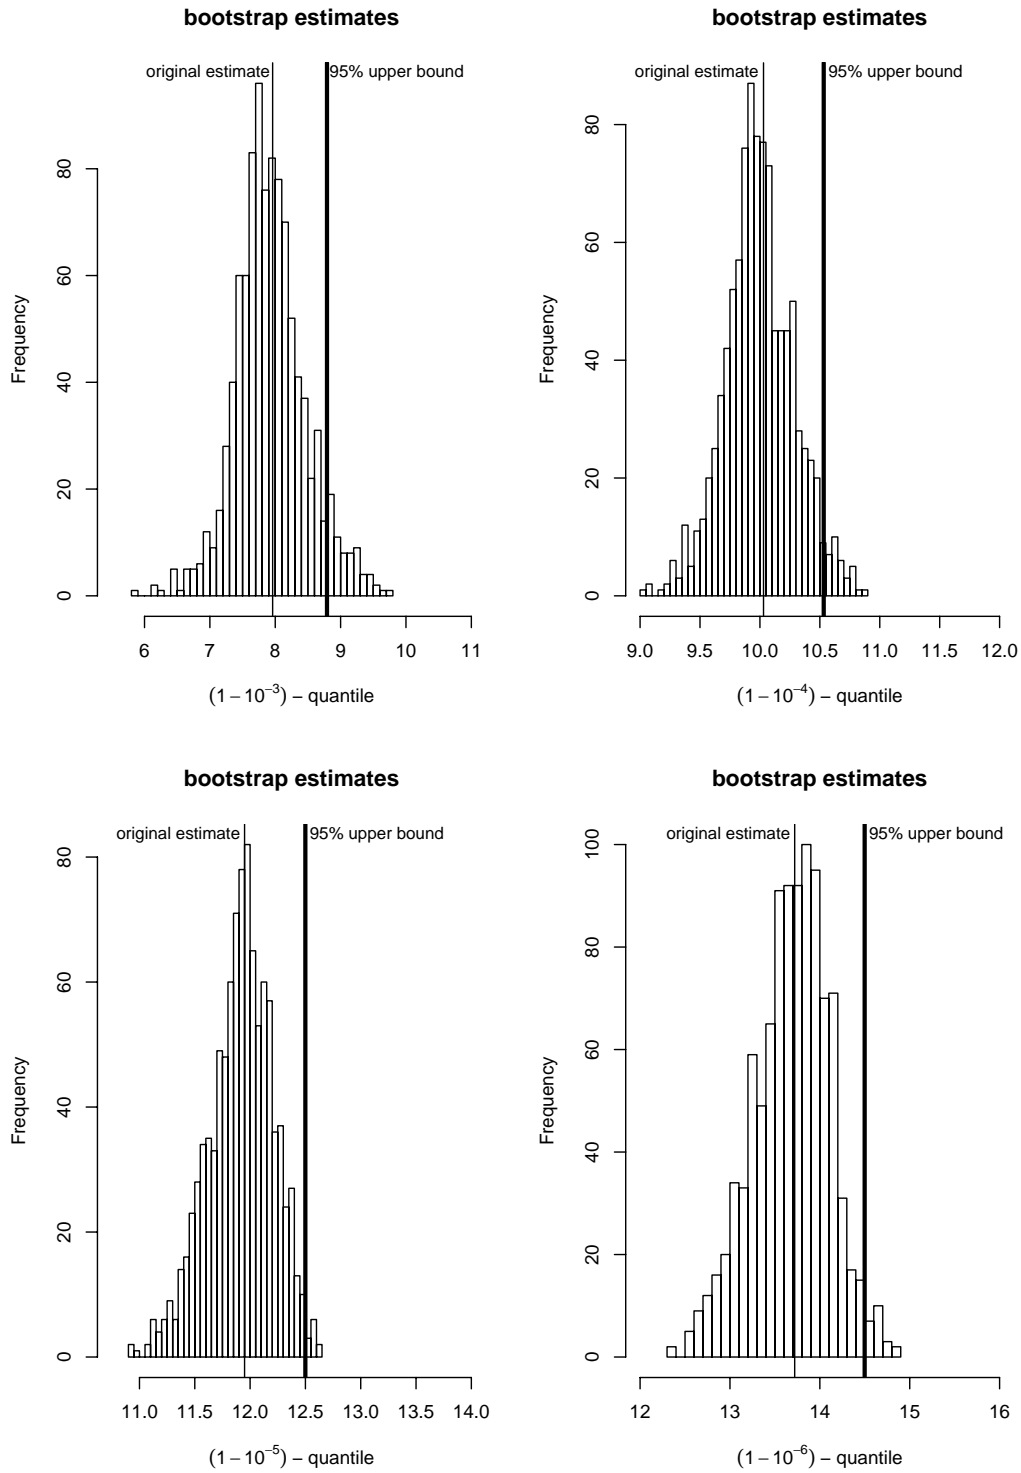 bootstrap estimates
original estimate 95% upper bound
Frequency
0 20 40 60 80
6 7 8 9 10 11
(1 − 10⁻³) − quantile
bootstrap estimates
original estimate 95% upper bound
Frequency
0 20 40 60 80
9.0 9.5 10.0 10.5 11.0 11.5 12.0
(1 − 10⁻⁴) − quantile
bootstrap estimates
original estimate 95% upper bound
Frequency
0 20 40 60 80
11.0 11.5 12.0 12.5 13.0 13.5 14.0
(1 − 10⁻⁵) − quantile
bootstrap estimates
original estimate 95% upper bound
Frequency
0 20 40 60 80 100
12 13 14 15 16
(1 − 10⁻⁶) − quantile